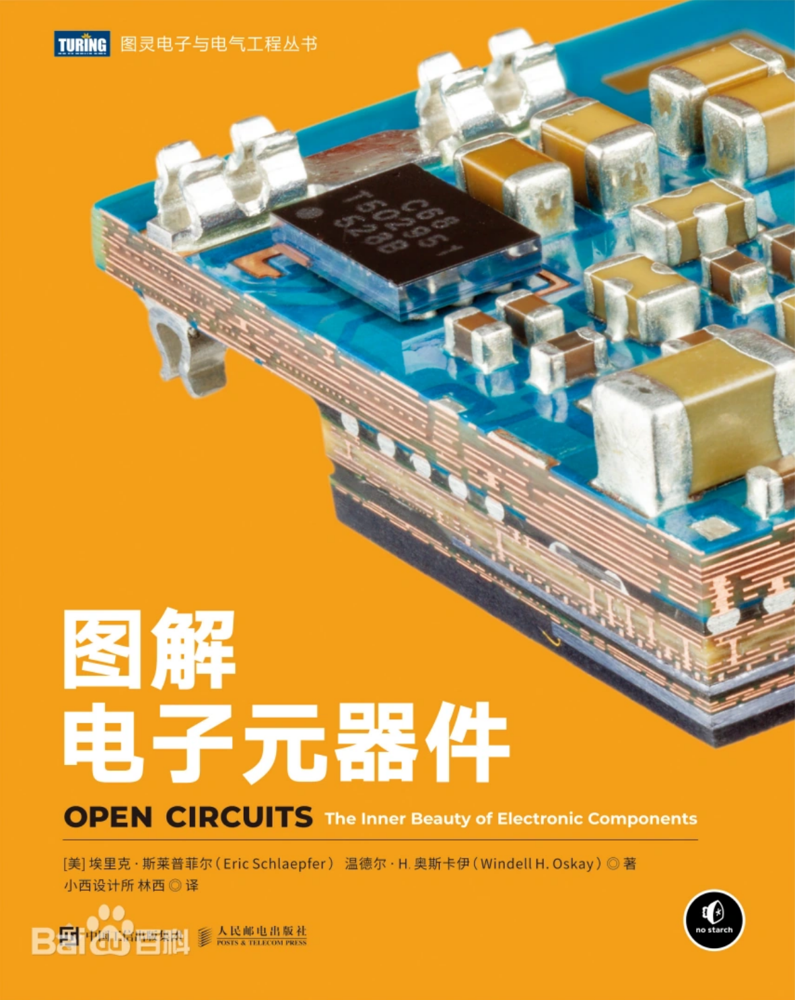 TURING 图灵电子与电气工程丛书
C68
T60295
528B
图解
电子元器件
OPEN CIRCUITS The Inner Beauty of Electronic Components
[美] 埃里克·斯莱普菲尔（Eric Schlaepfer） 温德尔·H. 奥斯卡伊（Windell H. Oskay）◎ 著
小西设计所 林西 ◎ 译
no starch
Bai百科 中国工信出版集团 人民邮电出版社
POSTS & TELECOM PRESS